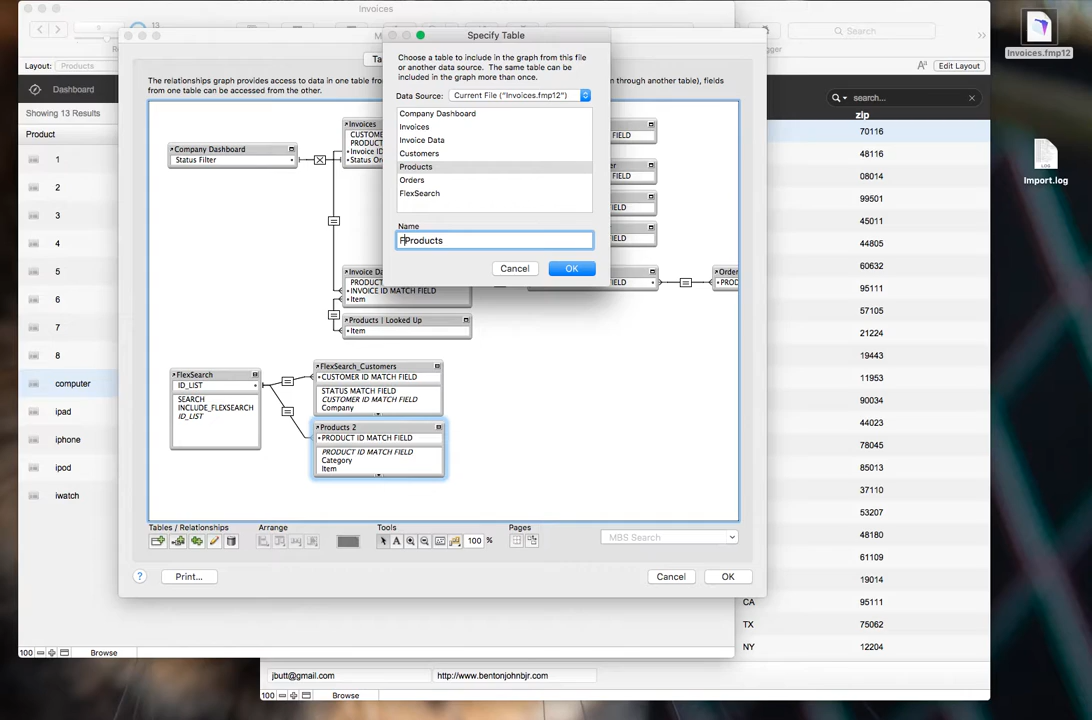 Invoices
Layout:
Products
Edit Layout
Search
Dashboard
Showing 13 Results
Product
1
2
3
4
5
6
7
8
computer
ipad
iphone
ipod
iwatch
100
Browse
The relationships graph provides access to data in one table from
through another table), fields
from one table can be accessed from the other.
Company Dashboard
Status Filter
Invoices
Invoice ID
Status Or
INVOICE ID MATCH FIELD
Item
Products | Looked Up
Item
FIELD
FIELD
FIELD
FIELD
FlexSearch
ID_LIST
SEARCH
INCLUDE_FLEXSEARCH
ID_LIST
FlexSearch_Customers
CUSTOMER ID MATCH FIELD
STATUS MATCH FIELD
CUSTOMER ID MATCH FIELD
Company
Products 2
PRODUCT ID MATCH FIELD
PRODUCT ID MATCH FIELD
Category
Item
Tables / Relationships
Arrange
Tools
Pages
100 %
MBS Search
Print...
Cancel
OK
Specify Table
Choose a table to include in the graph from this file
or another data source.  The same table can be
included in the graph more than once.
Data Source:
Current File ("Invoices.fmp12")
Company Dashboard
Invoices
Invoice Data
Customers
Products
Orders
FlexSearch
Name
FProducts
Cancel
OK
search...
zip
70116
48116
08014
99501
45011
44805
60632
95111
57105
21224
19443
11953
90034
44023
78045
85013
37110
53207
48180
61109
19014
CA 95111
TX 75062
NY 10011
jbutt@gmail.com
http://www.bentonjohnbjr.com
100
Browse
Invoices.fmp12
LOG
Import.log